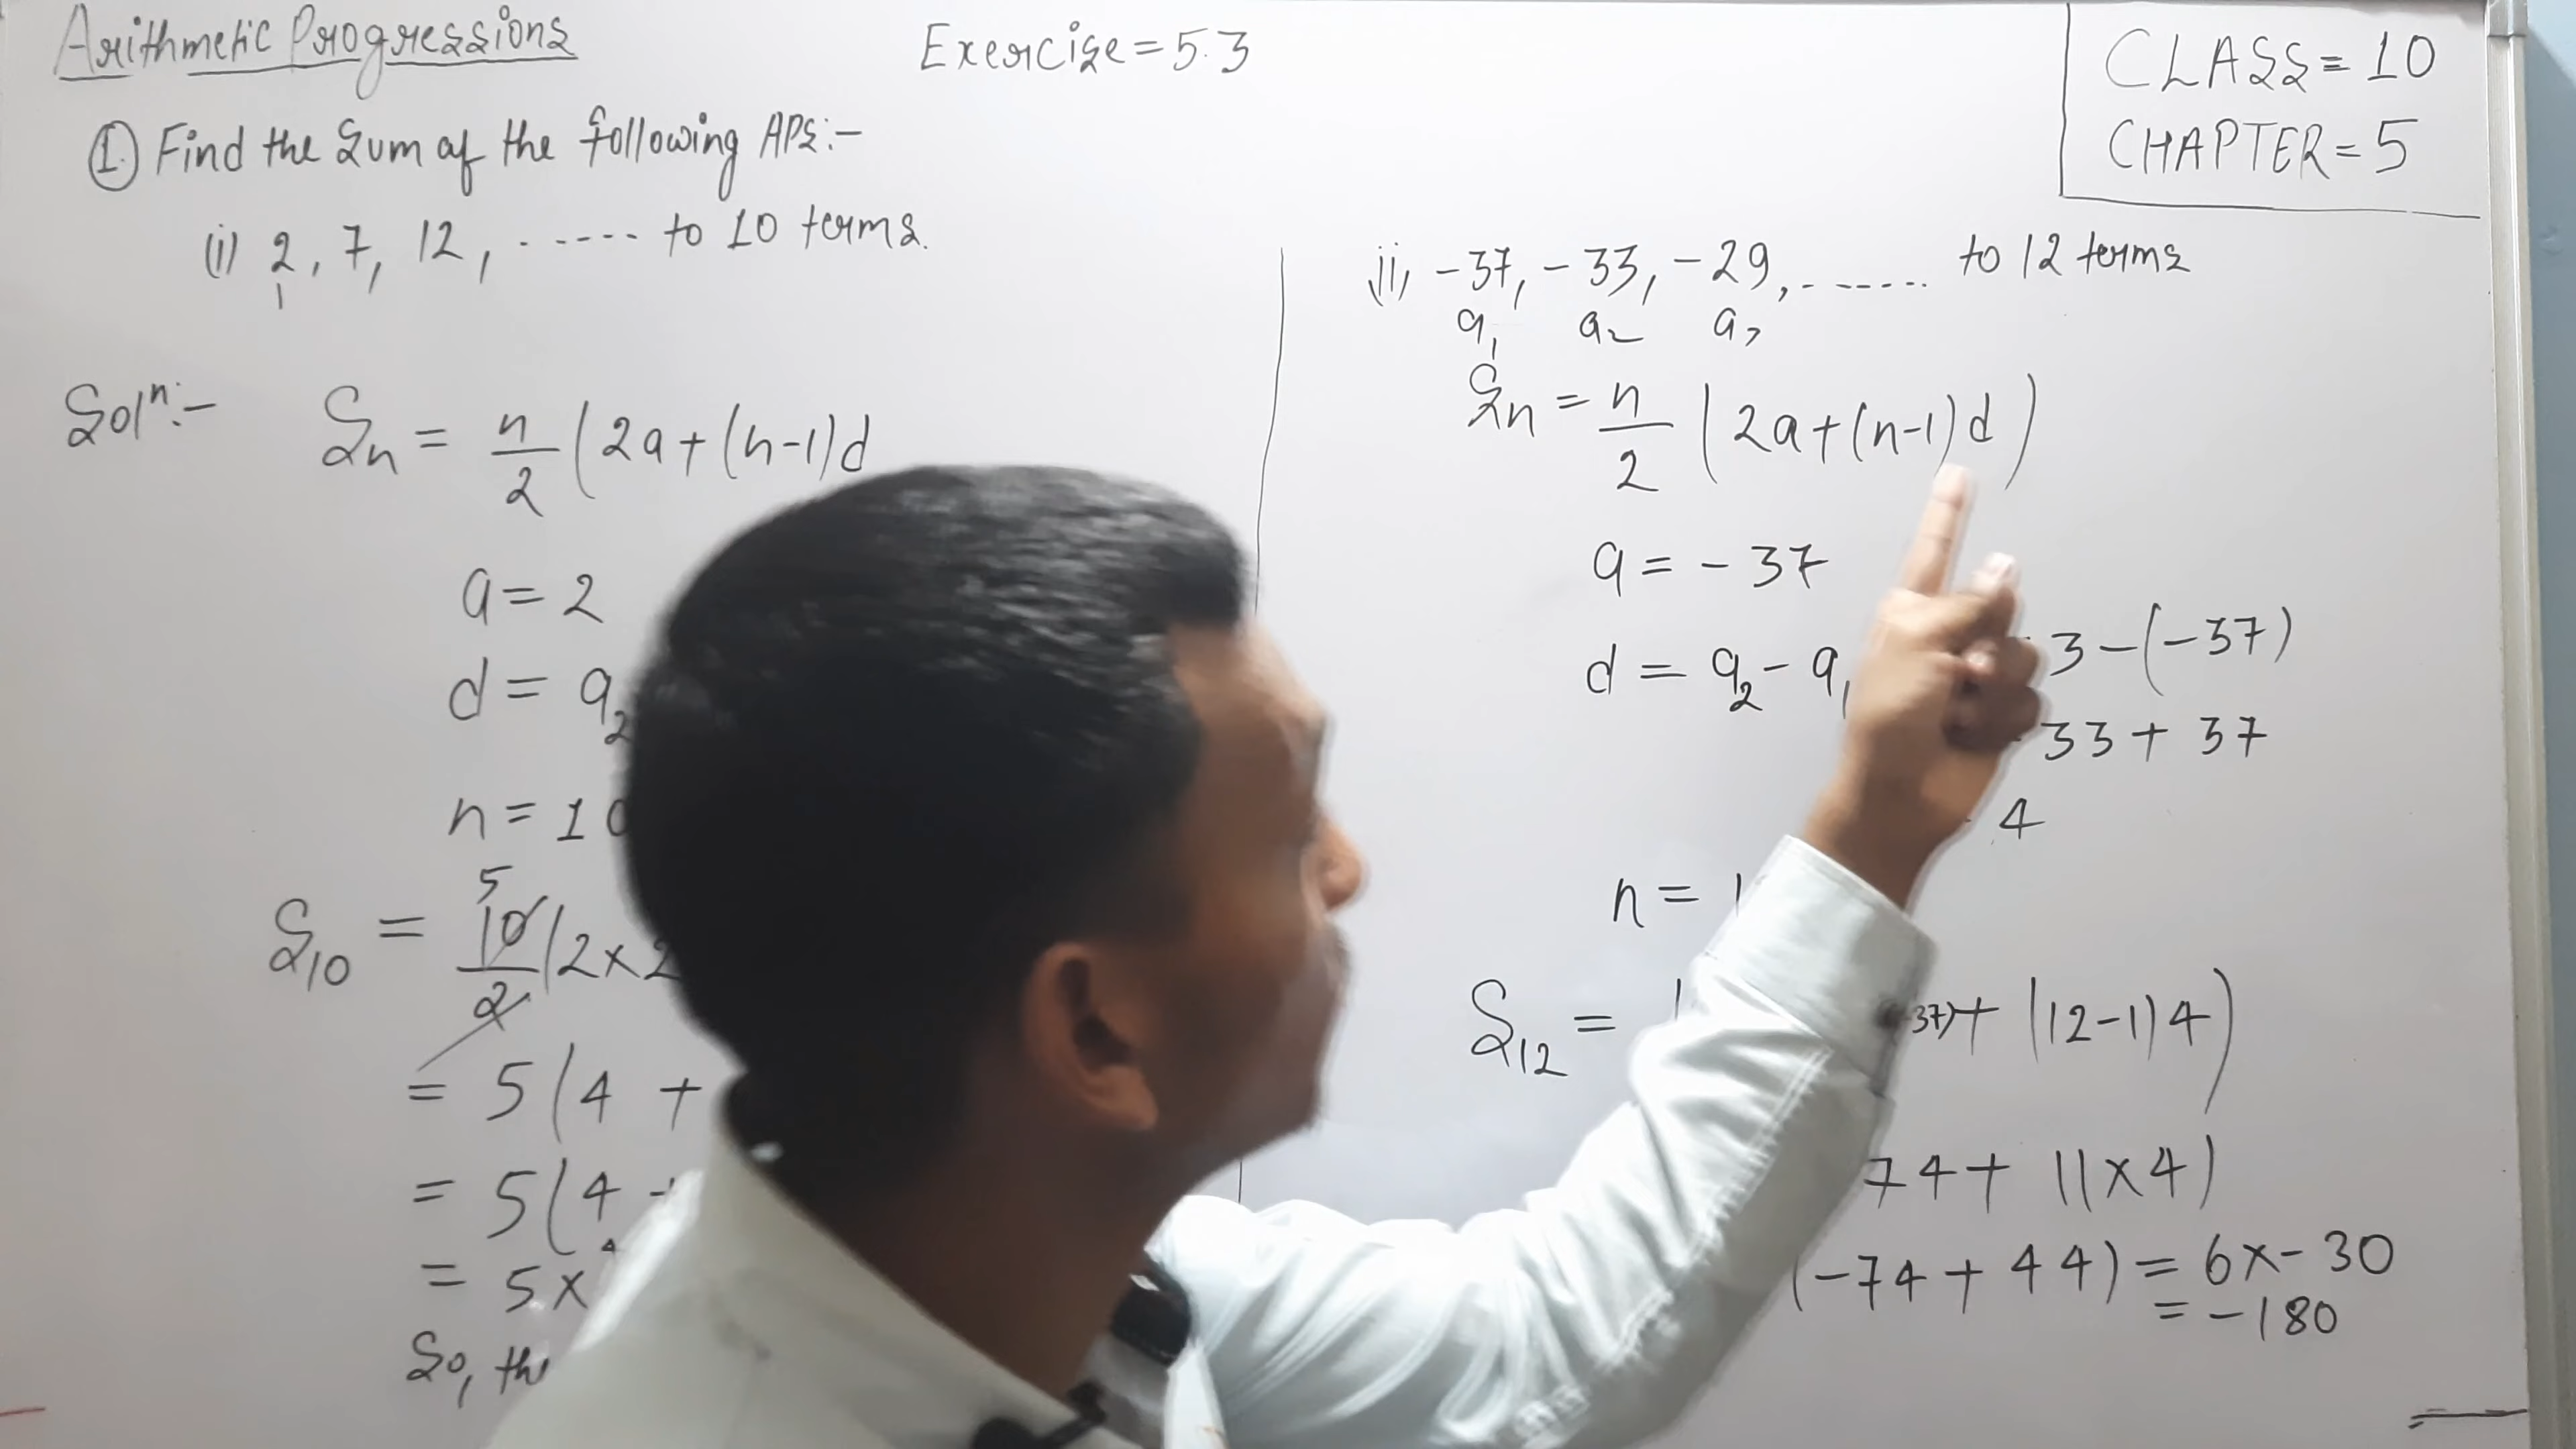 Arithmetic Progressions
Exercise = 5.3
CLASS = 10
CHAPTER = 5
1. Find the Sum of the following APs:-
(i) 2, 7, 12, ...... to 10 terms.
Solⁿ:- Sn = n/2 (2a+(n-1)d
a = 2
d = a₂
n = 10
S₁₀ = 10/2 (2×2
5
= 5(4 +
= 5(4 +
= 5×
So, the
ii, -37, -33, -29, ....... to 12 terms
a₁ a₂ a₃
Sn = n/2 (2a+(n-1)d)
a = -37
d = a₂ - a₁ 3-(-37)
33 + 37
4
n = 1
S₁₂ = 37)+ (12-1)4)
74 + 11×4)
(-74 + 44) = 6×-30
= -180